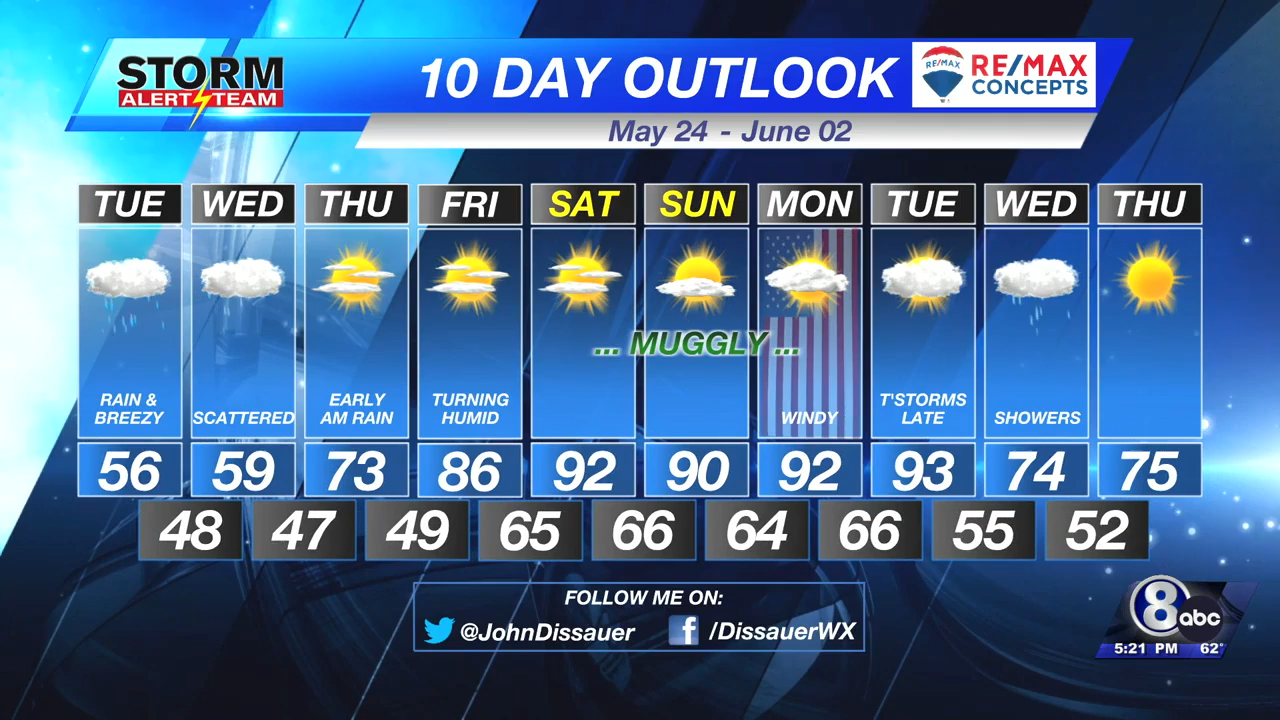 STORM
ALERT TEAM
10 DAY OUTLOOK
RE/MAX
RE/MAX
CONCEPTS
May 24 - June 02
TUE WED THU FRI SAT SUN MON TUE WED THU
... MUGGLY ...
RAIN &
BREEZY
SCATTERED
EARLY
AM RAIN
TURNING
HUMID
WINDY
T'STORMS
LATE
SHOWERS
56 59 73 86 92 90 92 93 74 75
48 47 49 65 66 64 66 55 52
FOLLOW ME ON:
@JohnDissauer f /DissauerWX
8 abc
5:21 PM 62°